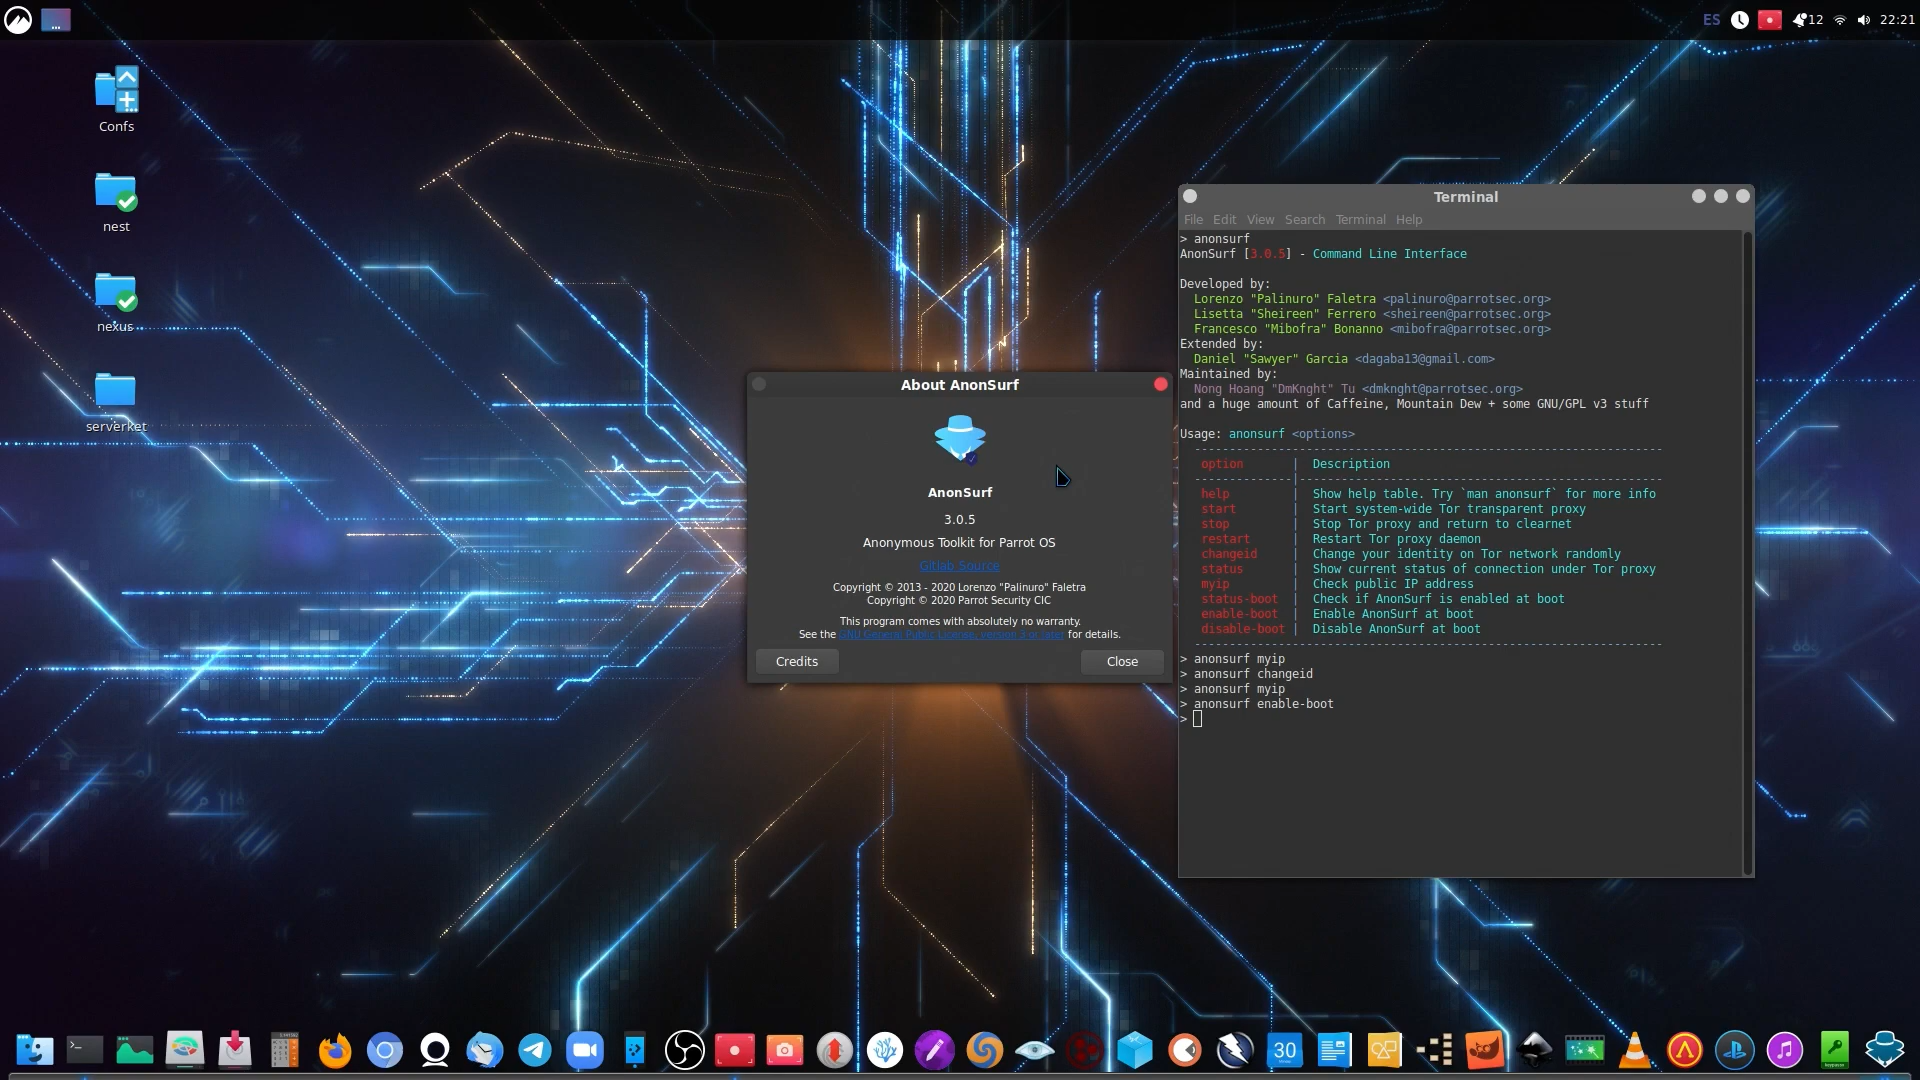 ES 12 22:21
Confs
nest
nexus
serverket
Terminal
File Edit View Search Terminal Help
> anonsurf
AnonSurf [3.0.5] - Command Line Interface
Developed by:
Lorenzo "Palinuro" Faletra <palinuro@parrotsec.org>
Lisetta "Sheireen" Ferrero <sheireen@parrotsec.org>
Francesco "Mibofra" Bonanno <mibofra@parrotsec.org>
Extended by:
Daniel "Sawyer" Garcia <dagaba13@gmail.com>
Maintained by:
Nong Hoang "DmKnght" Tu <dmknght@parrotsec.org>
and a huge amount of Caffeine, Mountain Dew + some GNU/GPL v3 stuff
Usage: anonsurf <options>
option | Description
help | Show help table. Try `man anonsurf` for more info
start | Start system-wide Tor transparent proxy
stop | Stop Tor proxy and return to clearnet
restart | Restart Tor proxy daemon
changeid | Change your identity on Tor network randomly
status | Show current status of connection under Tor proxy
myip | Check public IP address
status-boot | Check if AnonSurf is enabled at boot
enable-boot | Enable AnonSurf at boot
disable-boot | Disable AnonSurf at boot
> anonsurf myip
> anonsurf changeid
> anonsurf myip
> anonsurf enable-boot
>
About AnonSurf
AnonSurf
3.0.5
Anonymous Toolkit for Parrot OS
Gitlab Source
Copyright © 2013 - 2020 Lorenzo "Palinuro" Faletra
Copyright © 2020 Parrot Security CIC
This program comes with absolutely no warranty.
See the GNU General Public License, version 3 or later for details.
Credits Close
30